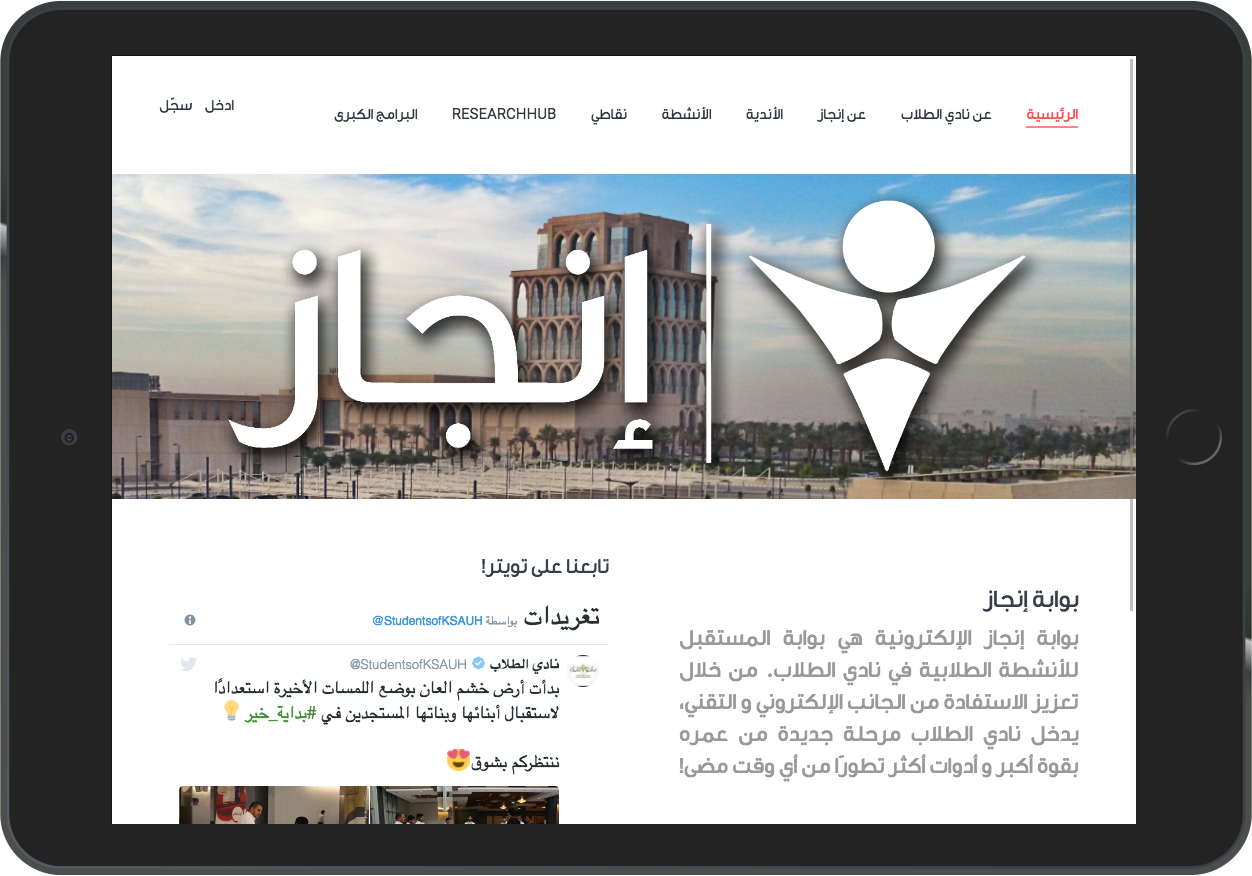 الرئيسية
عن نادي الطلاب
عن إنجاز
الأندية
الأنشطة
نقاطي
RESEARCHHUB
البرامج الكبرى
ادخل
سجّل
إنجاز
بوابة إنجاز
بوابة إنجاز الإلكترونية هي بوابة المستقبل
للأنشطة الطلابية في نادي الطلاب. من خلال
تعزيز الاستفادة من الجانب الإلكتروني و التقني،
يدخل نادي الطلاب مرحلة جديدة من عمره
بقوة أكبر و أدوات أكثر تطورًا من أي وقت مضى!
تابعنا على تويتر!
تغريدات بواسطة @StudentsofKSAUH
نادي الطلاب @StudentsofKSAUH
بدأت أرض خشم العان بوضع اللمسات الأخيرة استعدادًا
لاستقبال أبنائها وبناتها المستجدين في #بداية_خير 💡
ننتظركم بشوق😍